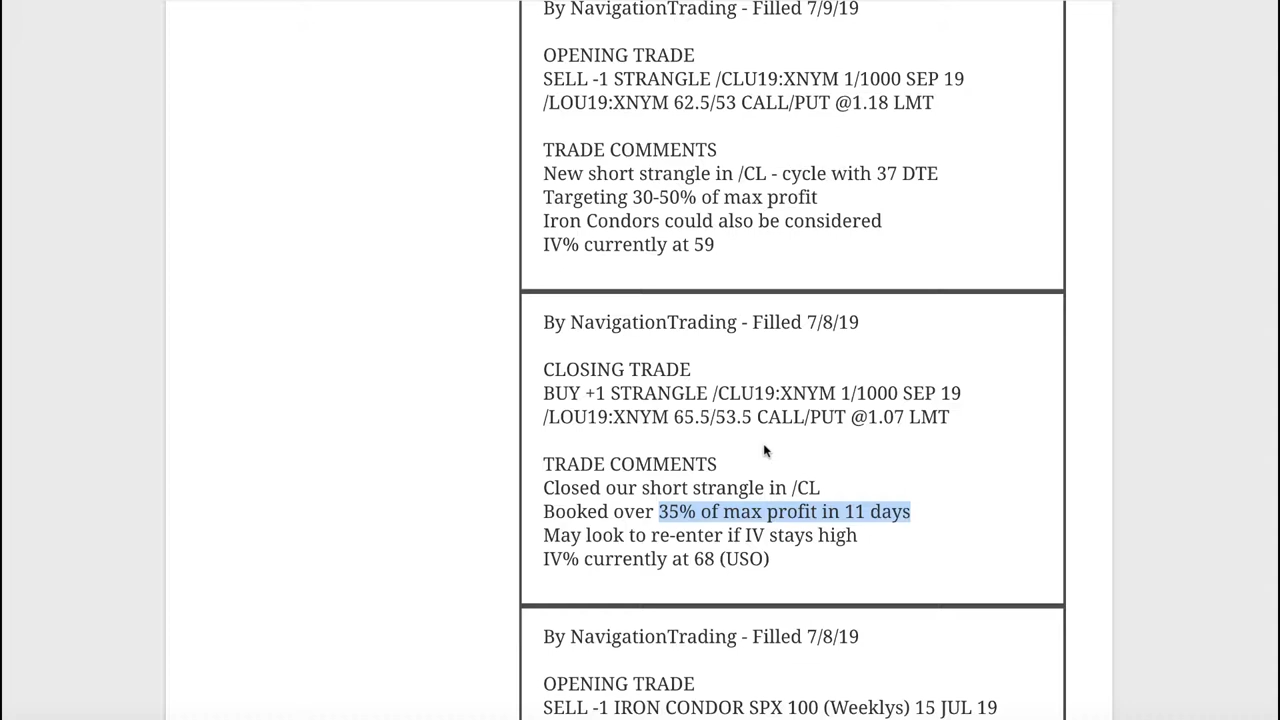 By NavigationTrading - Filled 7/9/19
OPENING TRADE
SELL -1 STRANGLE /CLU19:XNYM 1/1000 SEP 19
/LOU19:XNYM 62.5/53 CALL/PUT @1.18 LMT
TRADE COMMENTS
New short strangle in /CL - cycle with 37 DTE
Targeting 30-50% of max profit
Iron Condors could also be considered
IV% currently at 59
By NavigationTrading - Filled 7/8/19
CLOSING TRADE
BUY +1 STRANGLE /CLU19:XNYM 1/1000 SEP 19
/LOU19:XNYM 65.5/53.5 CALL/PUT @1.07 LMT
TRADE COMMENTS
Closed our short strangle in /CL
Booked over 35% of max profit in 11 days
May look to re-enter if IV stays high
IV% currently at 68 (USO)
By NavigationTrading - Filled 7/8/19
OPENING TRADE
SELL -1 IRON CONDOR SPX 100 (Weeklys) 15 JUL 19